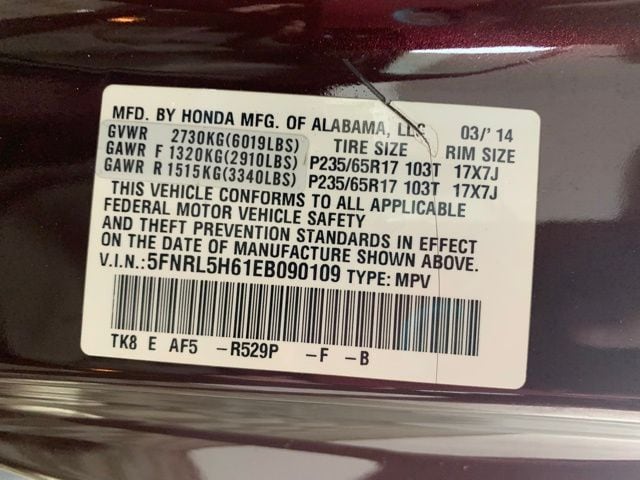 MFD. BY HONDA MFG. OF ALABAMA, LLC 03/'14
GVWR 2730KG(6019LBS) TIRE SIZE RIM SIZE
GAWR F 1320KG(2910LBS) P235/65R17 103T 17X7J
GAWR R 1515KG(3340LBS) P235/65R17 103T 17X7J
THIS VEHICLE CONFORMS TO ALL APPLICABLE
FEDERAL MOTOR VEHICLE SAFETY
AND THEFT PREVENTION STANDARDS IN EFFECT
ON THE DATE OF MANUFACTURE SHOWN ABOVE.
V.I.N.:5FNRL5H61EB090109 TYPE: MPV
TK8 E AF5 -R529P -F -B